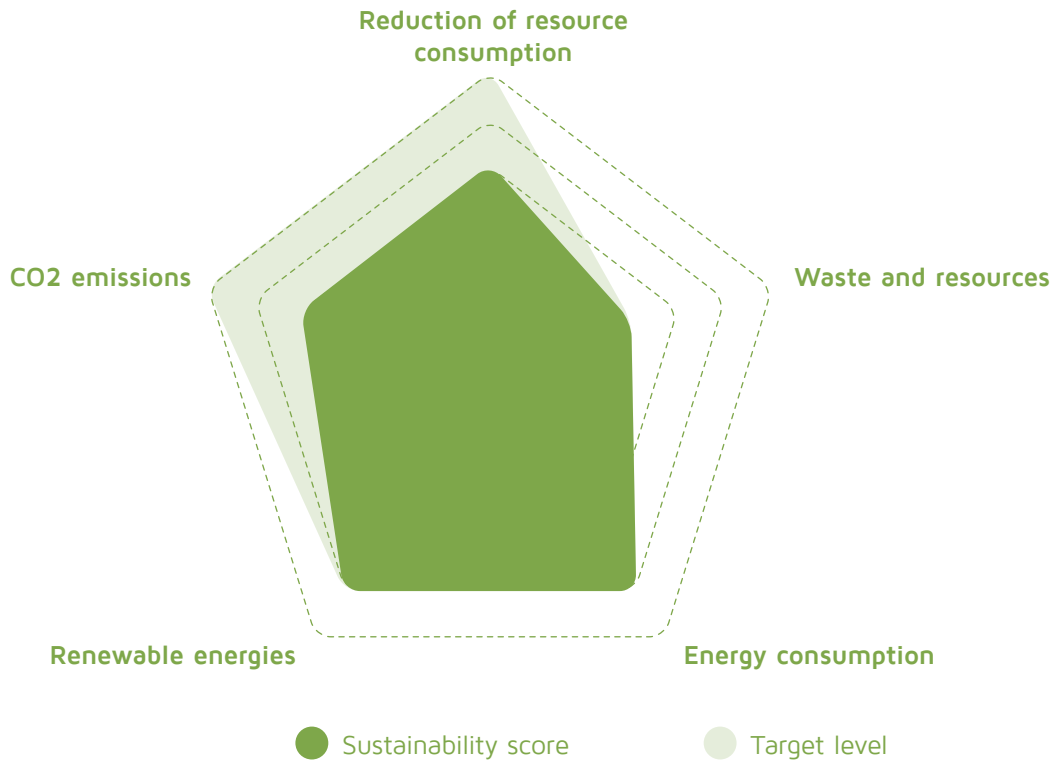 Reduction of resource
consumption
CO2 emissions
Waste and resources
Renewable energies
Energy consumption
Sustainability score
Target level